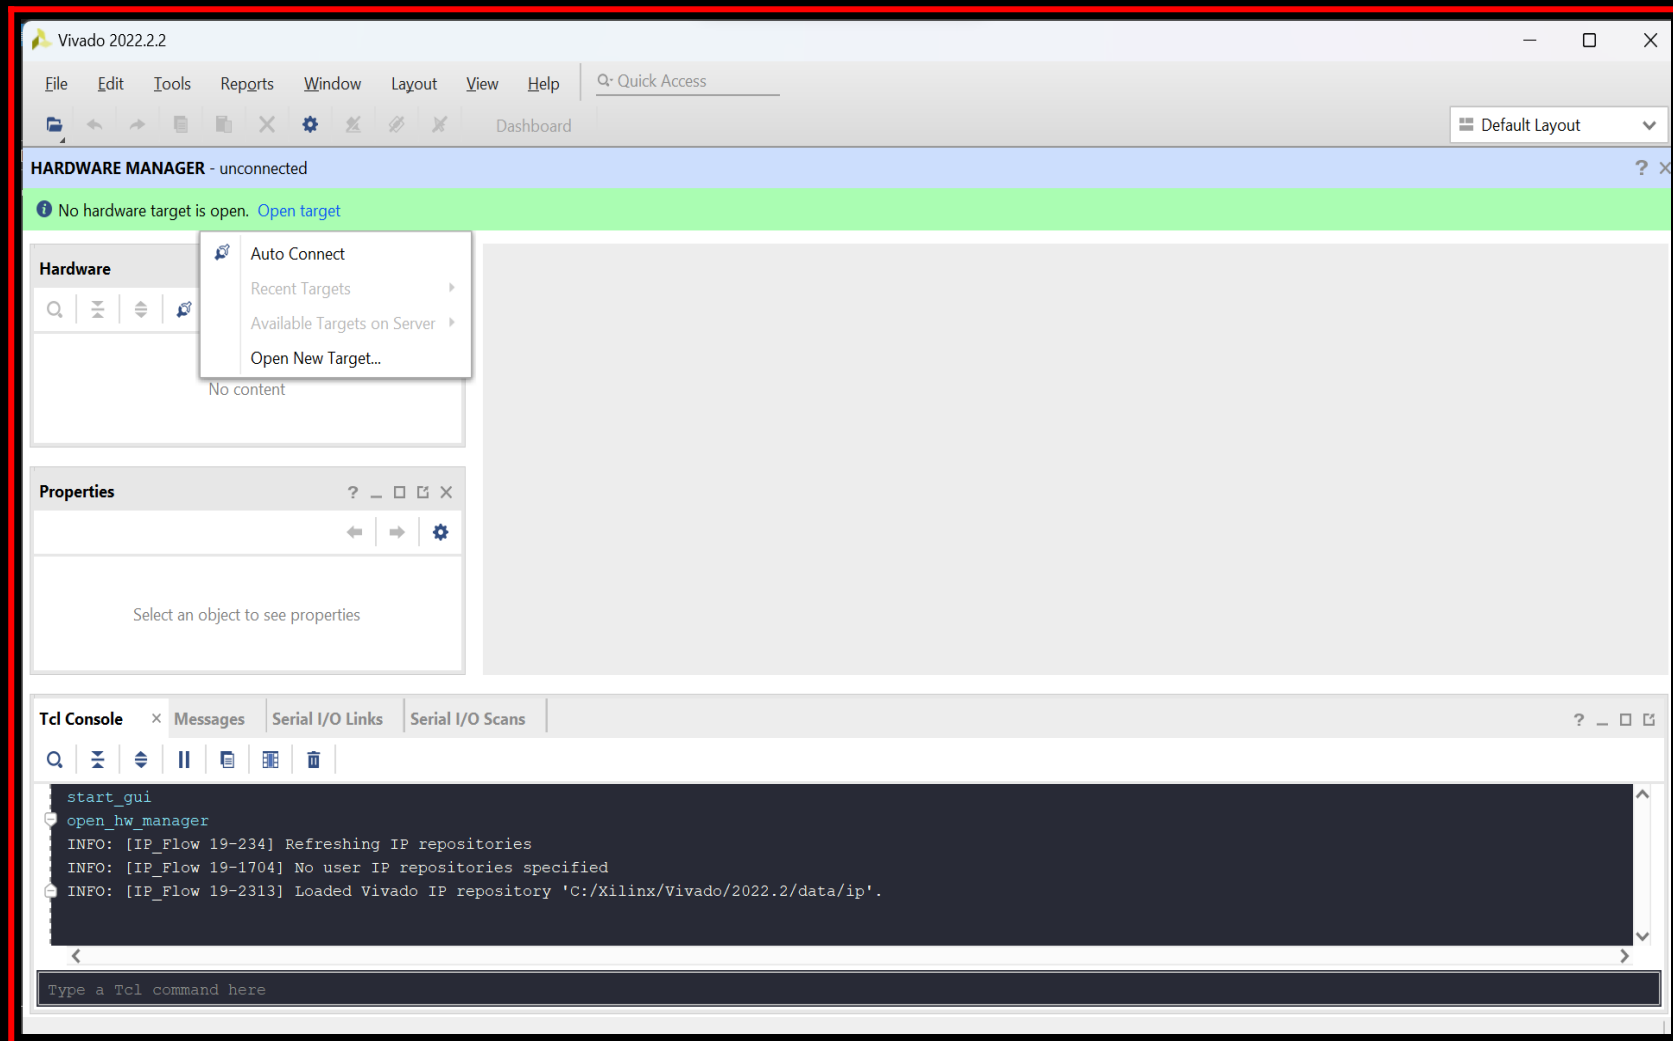 Vivado 2022.2.2
File Edit Tools Reports Window Layout View Help Quick Access
Dashboard Default Layout
HARDWARE MANAGER - unconnected ?
No hardware target is open. Open target
Auto Connect
Recent Targets
Available Targets on Server
Open New Target...
Hardware
No content
Properties ?
Select an object to see properties
Tcl Console Messages Serial I/O Links Serial I/O Scans ?
start_gui
open_hw_manager
INFO: [IP_Flow 19-234] Refreshing IP repositories
INFO: [IP_Flow 19-1704] No user IP repositories specified
INFO: [IP_Flow 19-2313] Loaded Vivado IP repository 'C:/Xilinx/Vivado/2022.2/data/ip'.
Type a Tcl command here